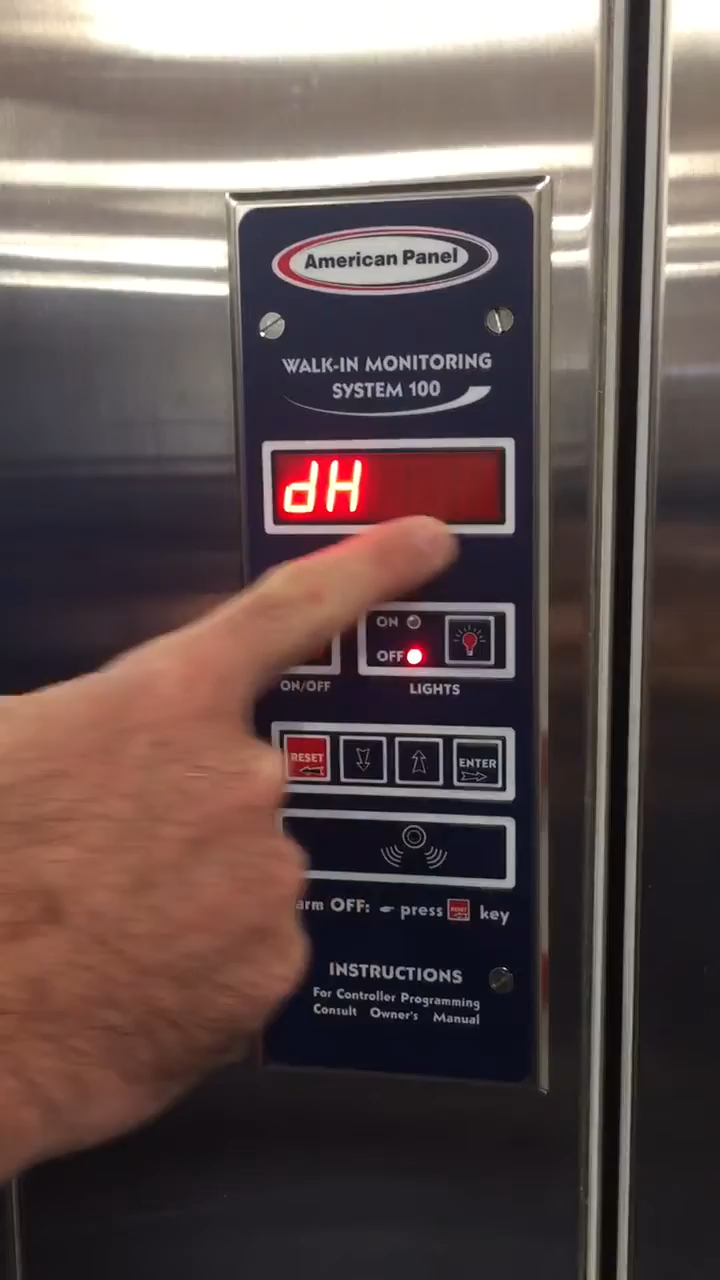 American Panel
WALK-IN MONITORING
SYSTEM 100
dH
ON
OFF
ON/OFF
LIGHTS
RESET
ENTER
OFF: press RESET key
INSTRUCTIONS
For Controller Programming
Consult Owner's Manual